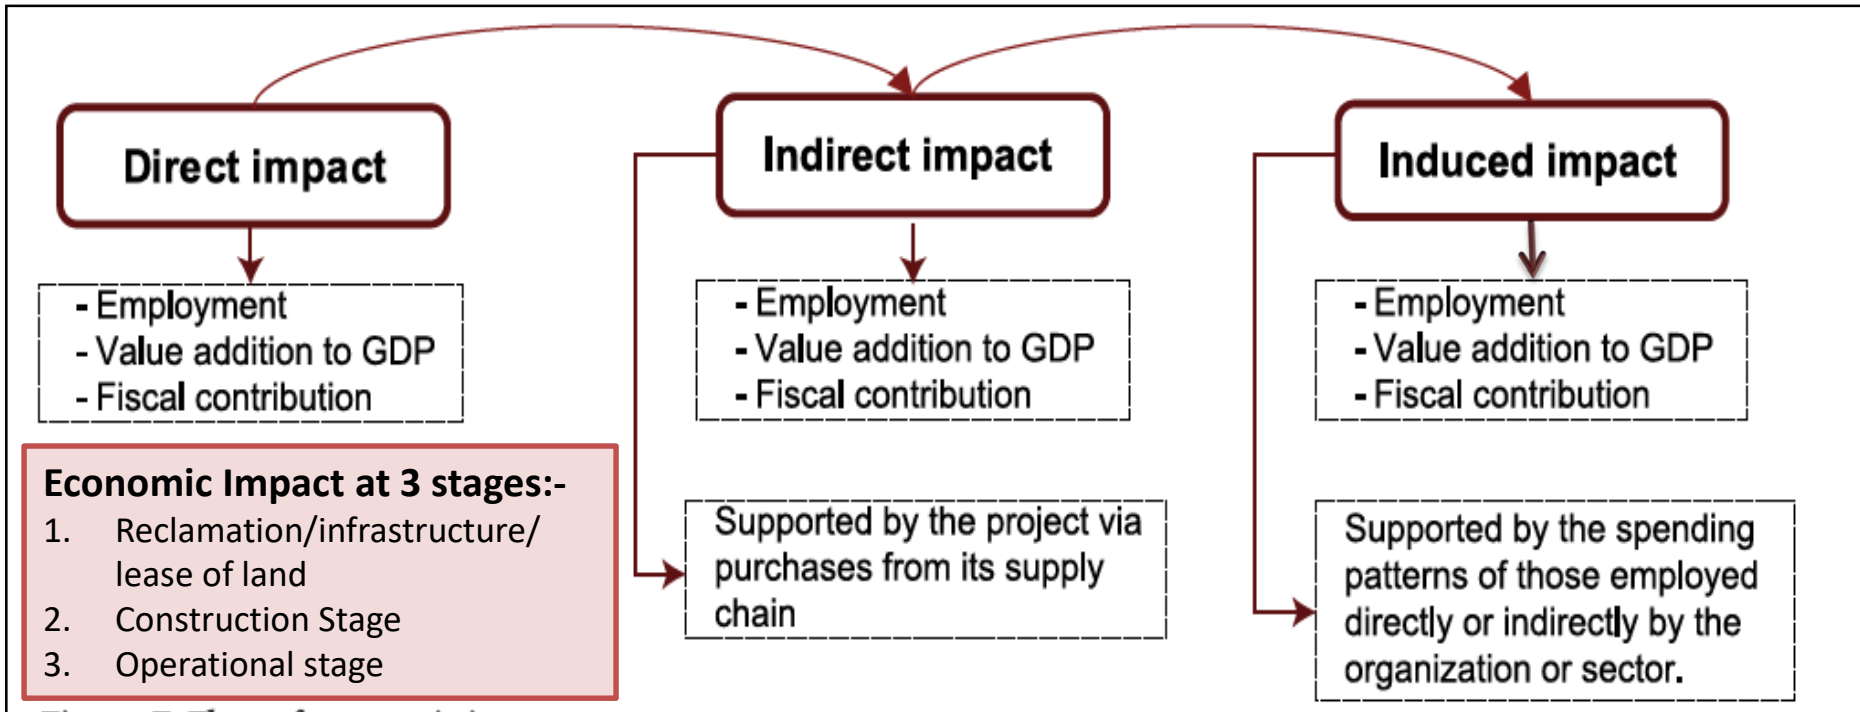 Direct impact
Indirect impact
Induced impact
- Employment
- Value addition to GDP
- Fiscal contribution
- Employment
- Value addition to GDP
- Fiscal contribution
- Employment
- Value addition to GDP
- Fiscal contribution
Economic Impact at 3 stages:-
1. Reclamation/infrastructure/
lease of land
2. Construction Stage
3. Operational stage
Supported by the project via
purchases from its supply
chain
Supported by the spending
patterns of those employed
directly or indirectly by the
organization or sector.